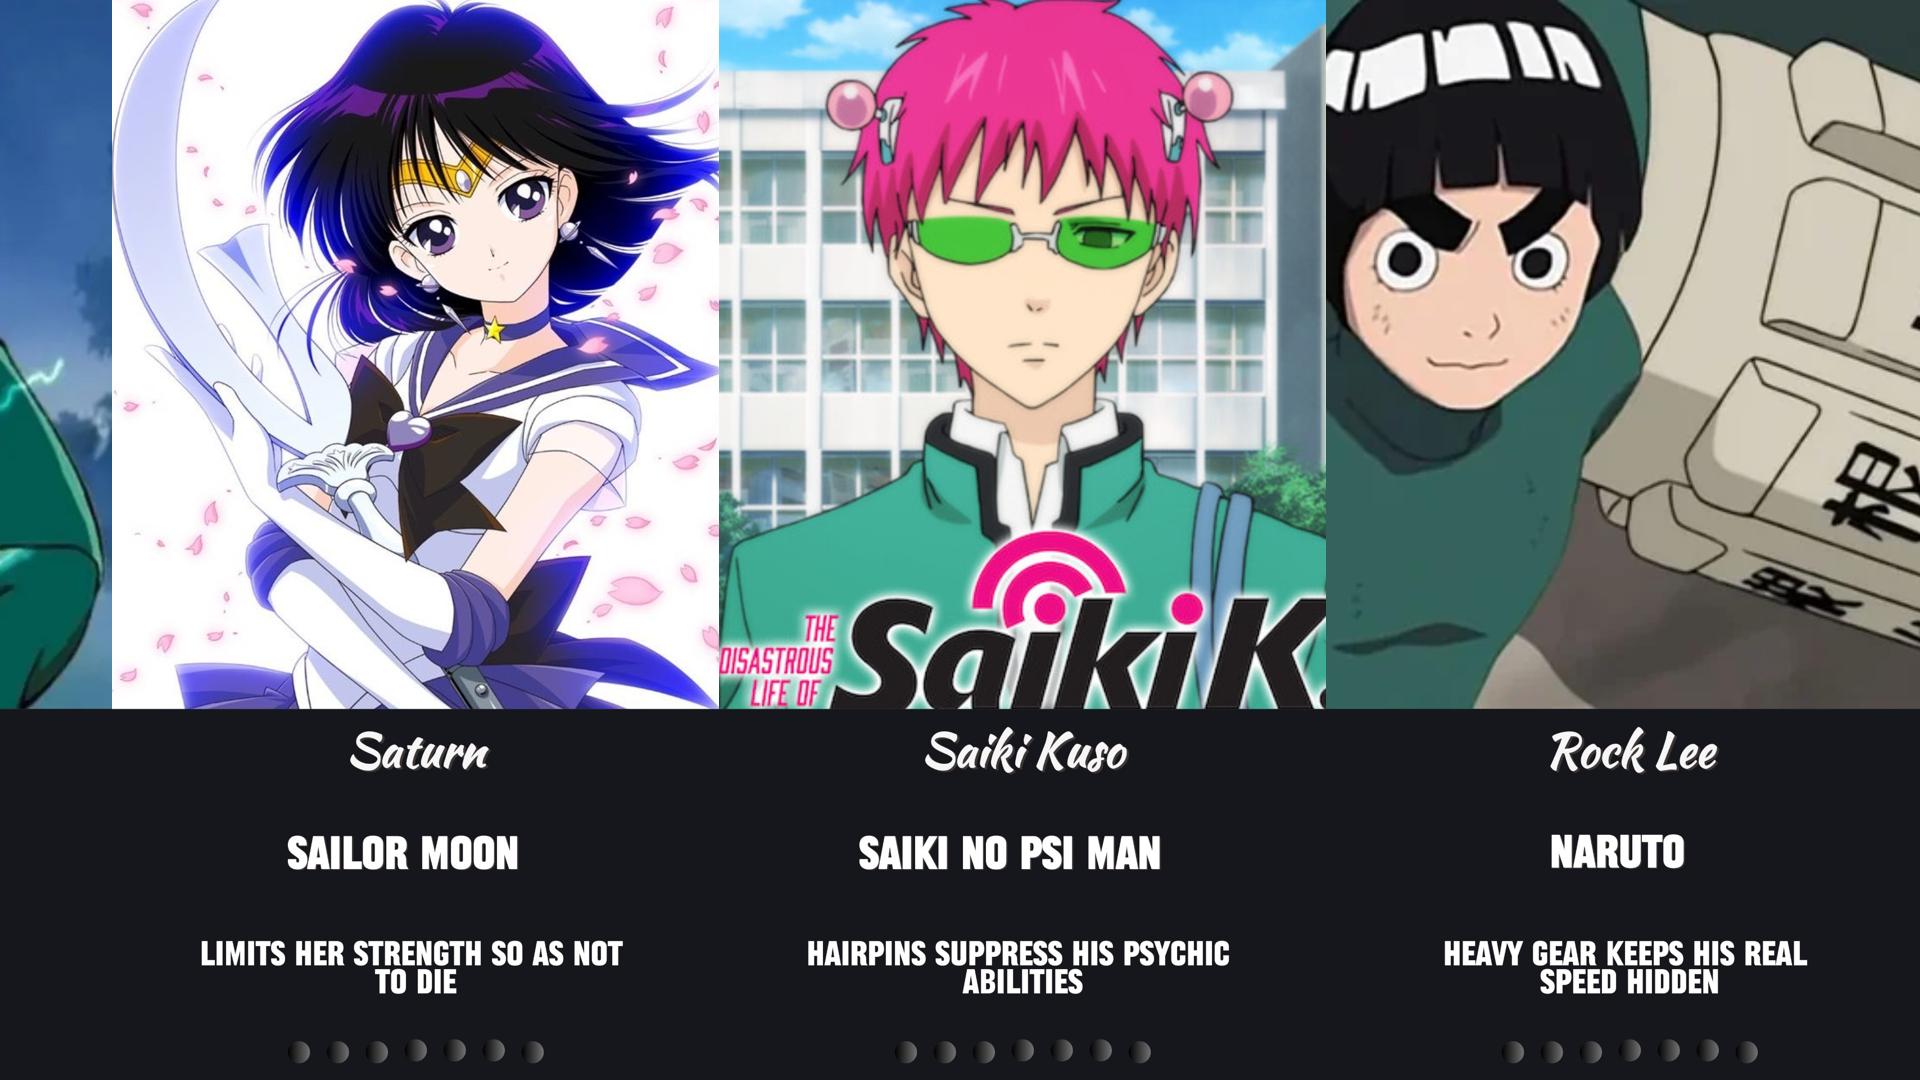 THE
DISASTROUS
LIFE OF
Saiki K.
Saturn
SAILOR MOON
LIMITS HER STRENGTH SO AS NOT
TO DIE
Saiki Kuso
SAIKI NO PSI MAN
HAIRPINS SUPPRESS HIS PSYCHIC
ABILITIES
Rock Lee
NARUTO
HEAVY GEAR KEEPS HIS REAL
SPEED HIDDEN